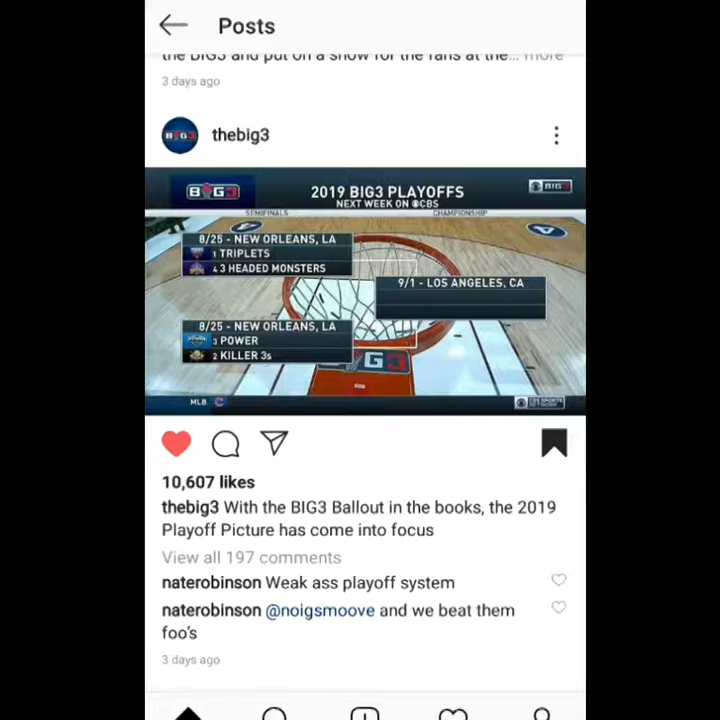 Posts
the BIG3 and put on a show for the fans at the... more
3 days ago
thebig3
BIG3
2019 BIG3 PLAYOFFS
NEXT WEEK ON CBS
BIG3
SEMIFINALS
CHAMPIONSHIP
8/25 - NEW ORLEANS, LA
1 TRIPLETS
4 3 HEADED MONSTERS
9/1 - LOS ANGELES, CA
8/25 - NEW ORLEANS, LA
3 POWER
2 KILLER 3s
BIG3
MLB
CBS SPORTS NETWORK
10,607 likes
thebig3 With the BIG3 Ballout in the books, the 2019
Playoff Picture has come into focus
View all 197 comments
naterobinson Weak ass playoff system
naterobinson @noigsmoove and we beat them
foo's
3 days ago